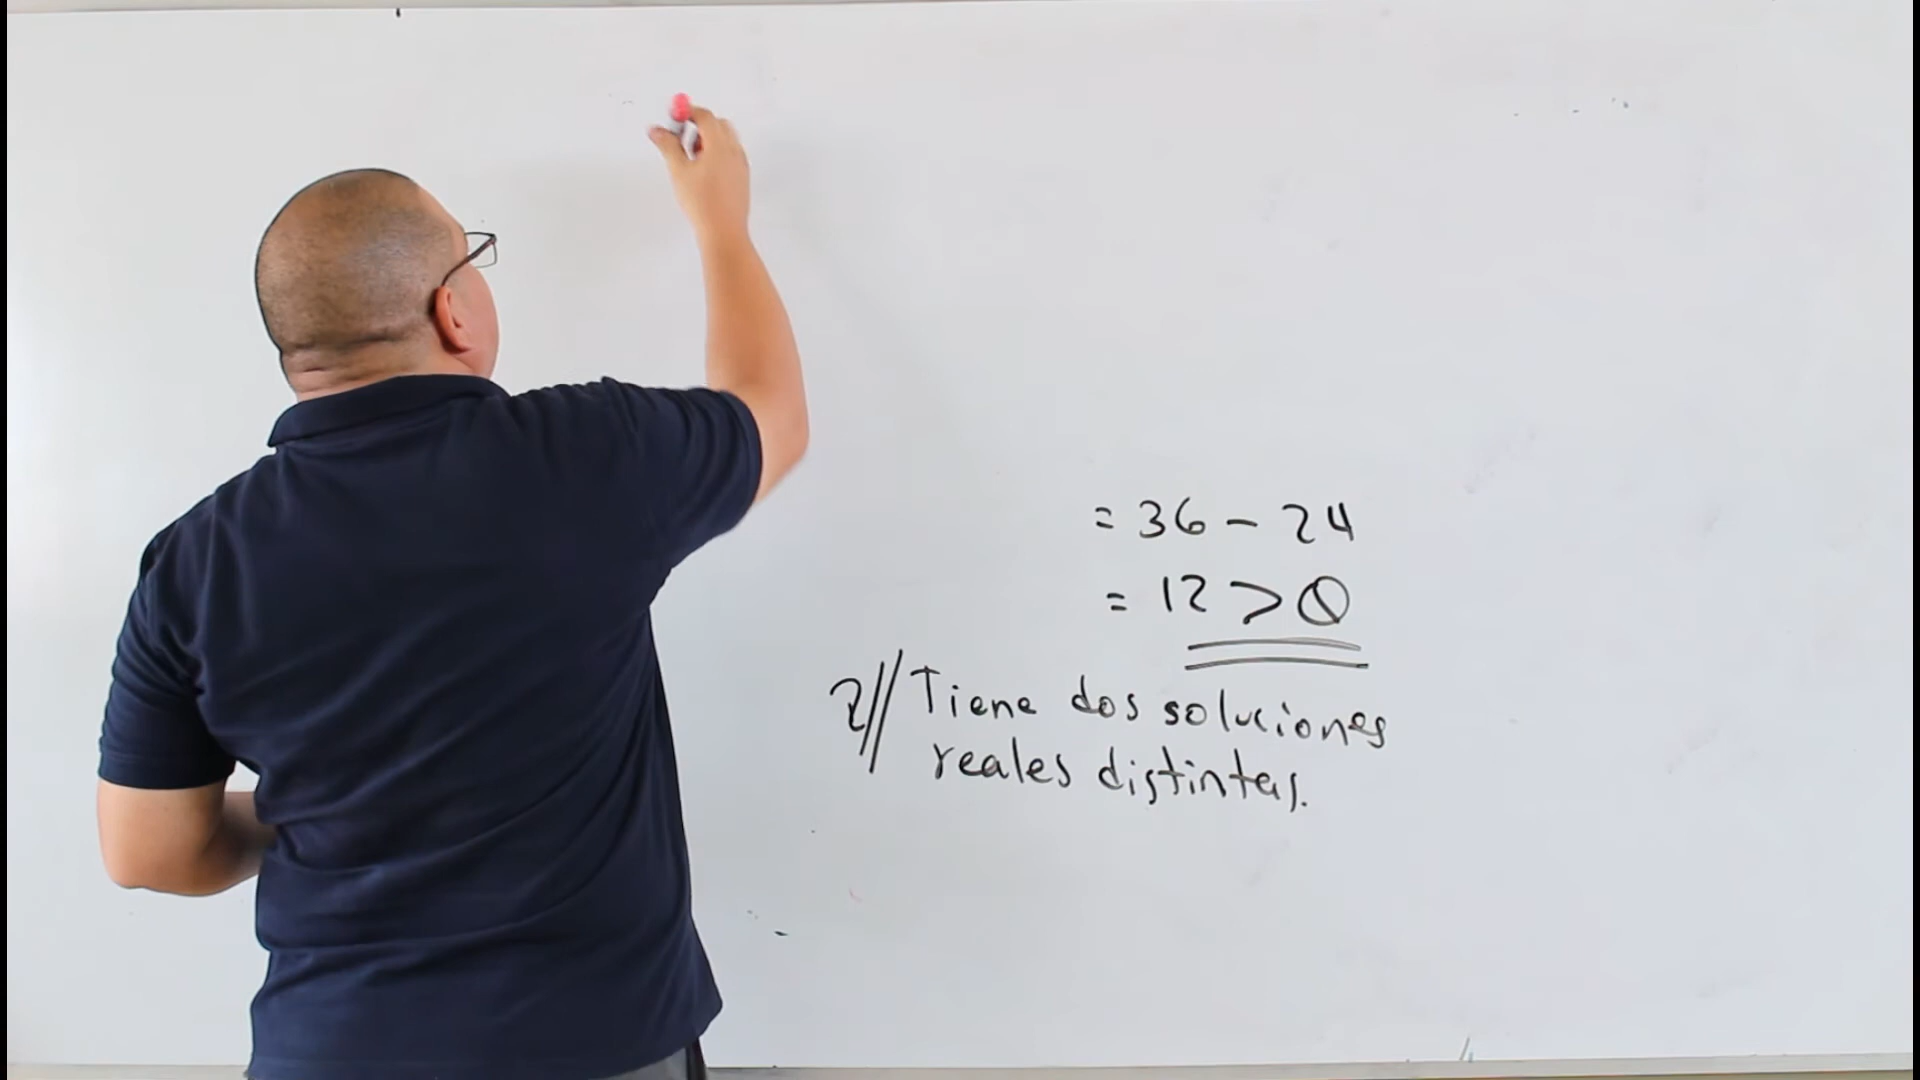 = 36 - 24
= 12 > 0
R// Tiene dos soluciones
reales distintas.